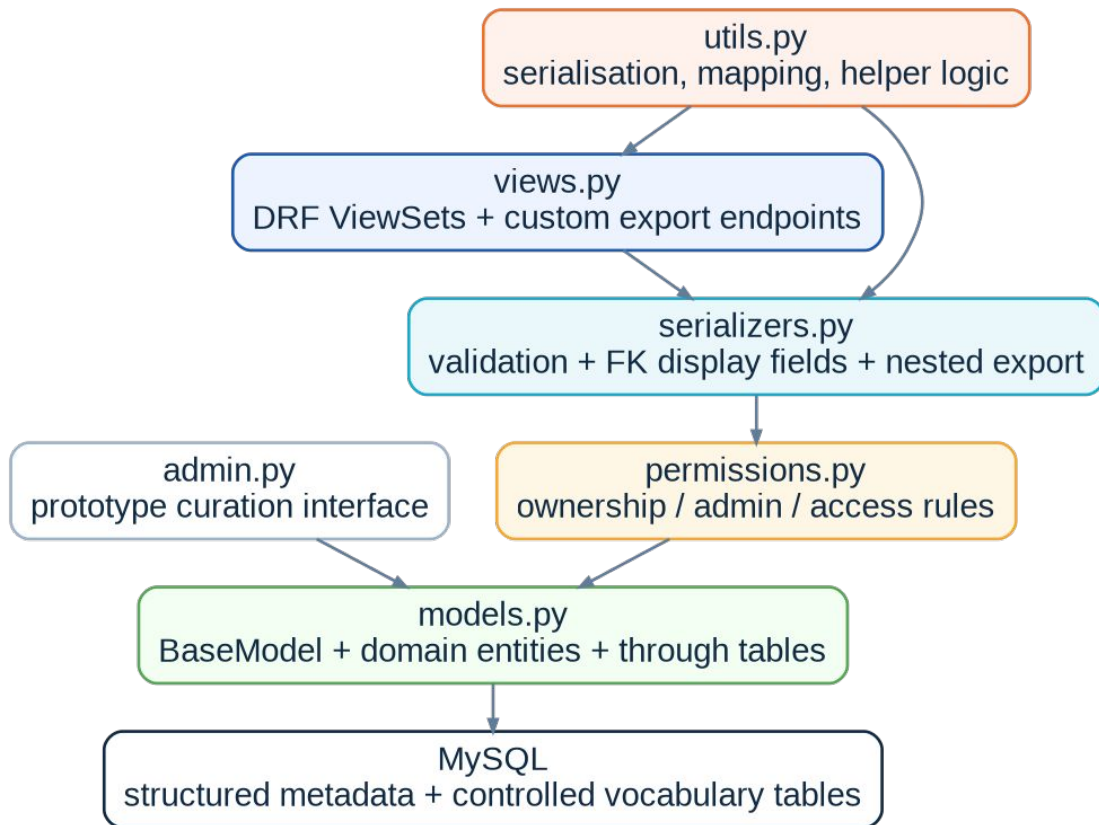 utils.py
serialisation, mapping, helper logic
views.py
DRF ViewSets + custom export endpoints
serializers.py
validation + FK display fields + nested export
admin.py
prototype curation interface
permissions.py
ownership / admin / access rules
models.py
BaseModel + domain entities + through tables
MySQL
structured metadata + controlled vocabulary tables